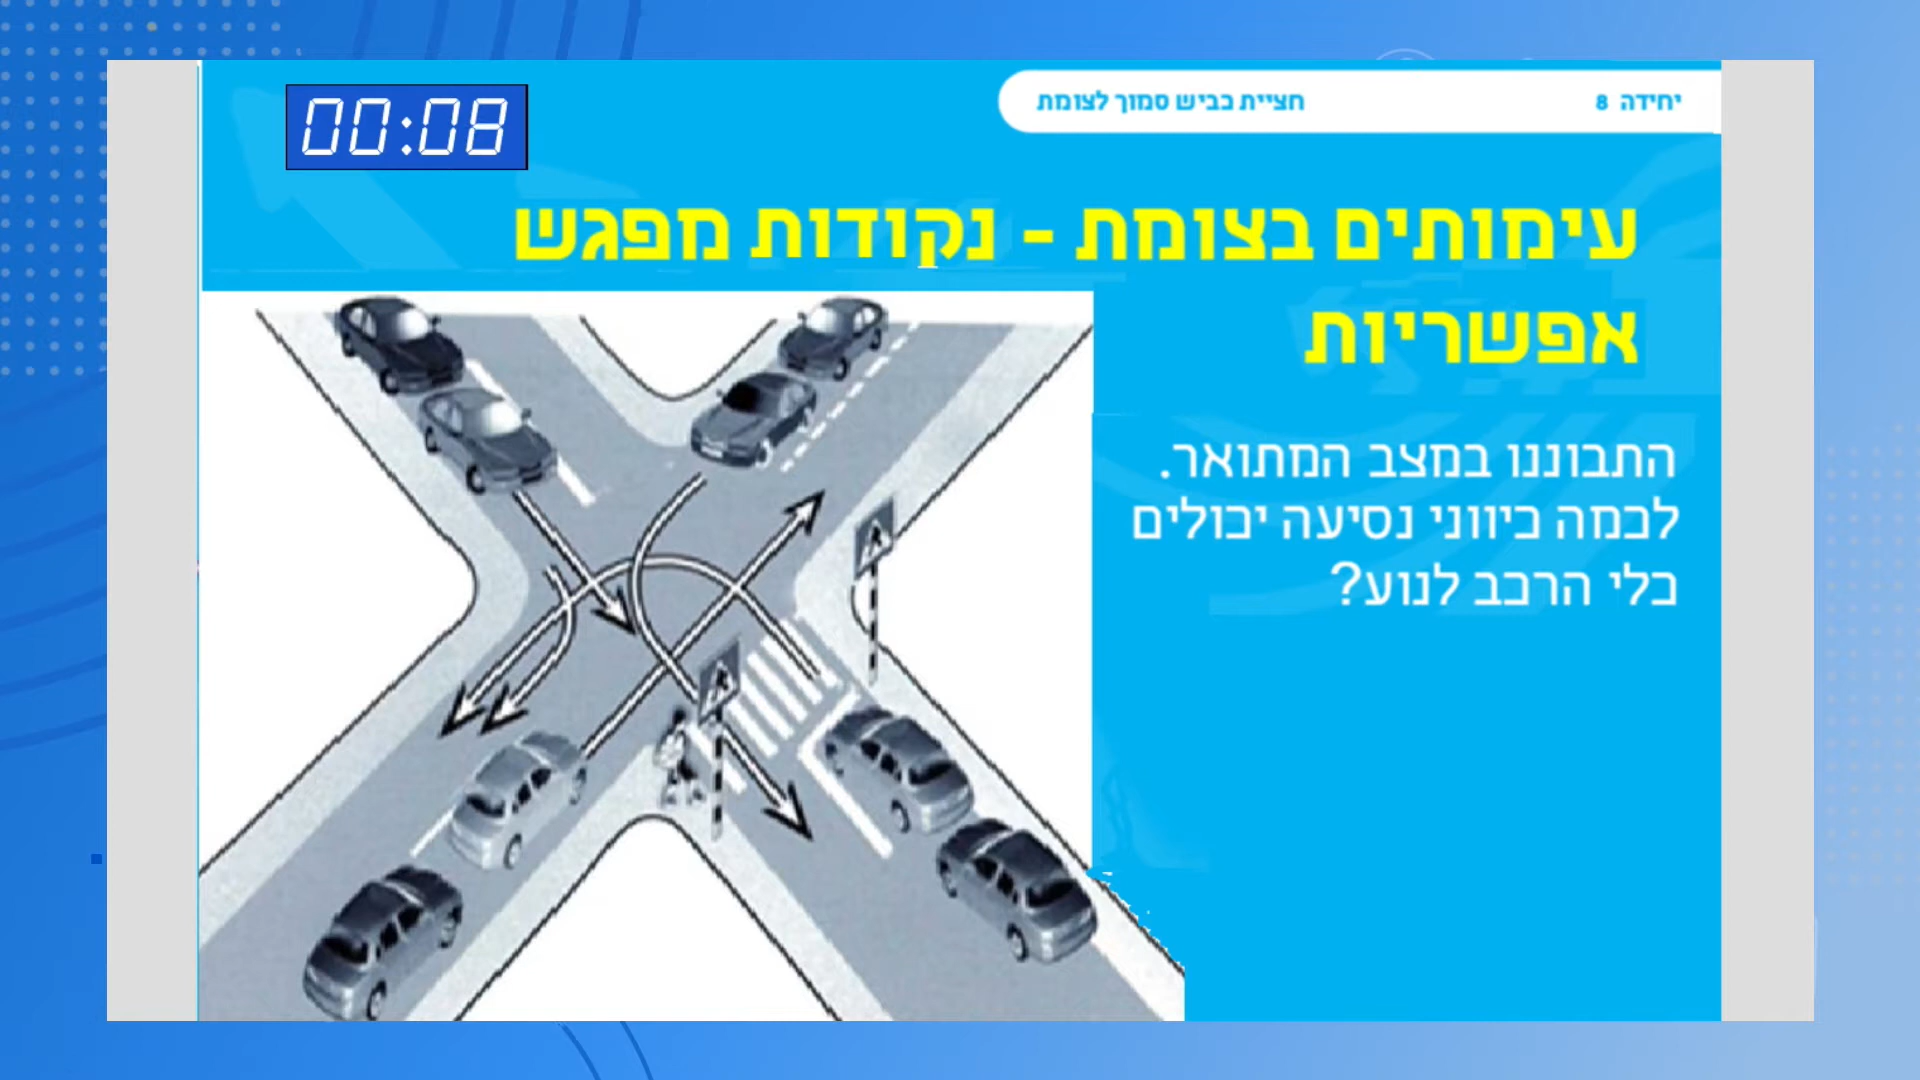 00:08
יחידה 8 חציית כביש סמוך לצומת
עימותים בצומת - נקודות מפגש
אפשריות
התבוננו במצב המתואר.
לכמה כיווני נסיעה יכולים
כלי הרכב לנוע?